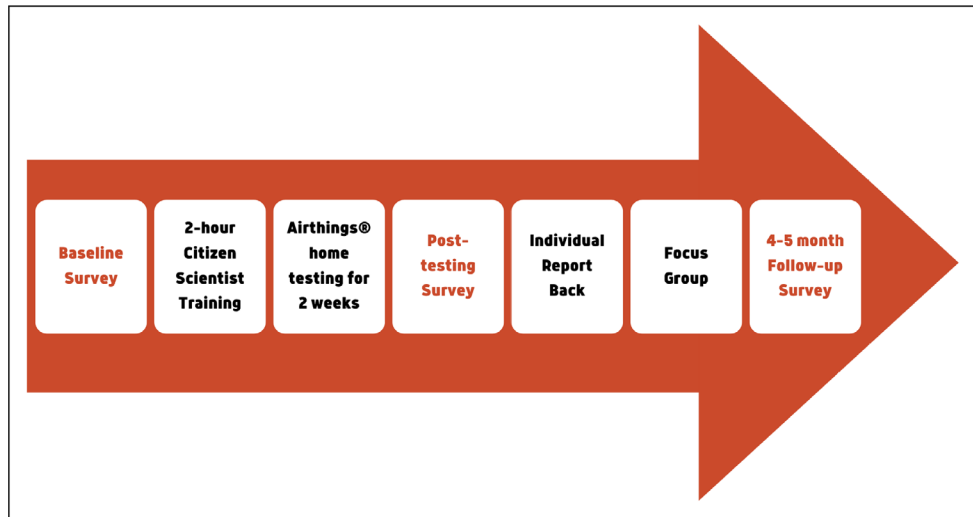 Baseline
Survey
2-hour
Citizen
Scientist
Training
Airthings®
home
testing for
2 weeks
Post-
testing
Survey
Individual
Report
Back
Focus
Group
4-5 month
Follow-up
Survey